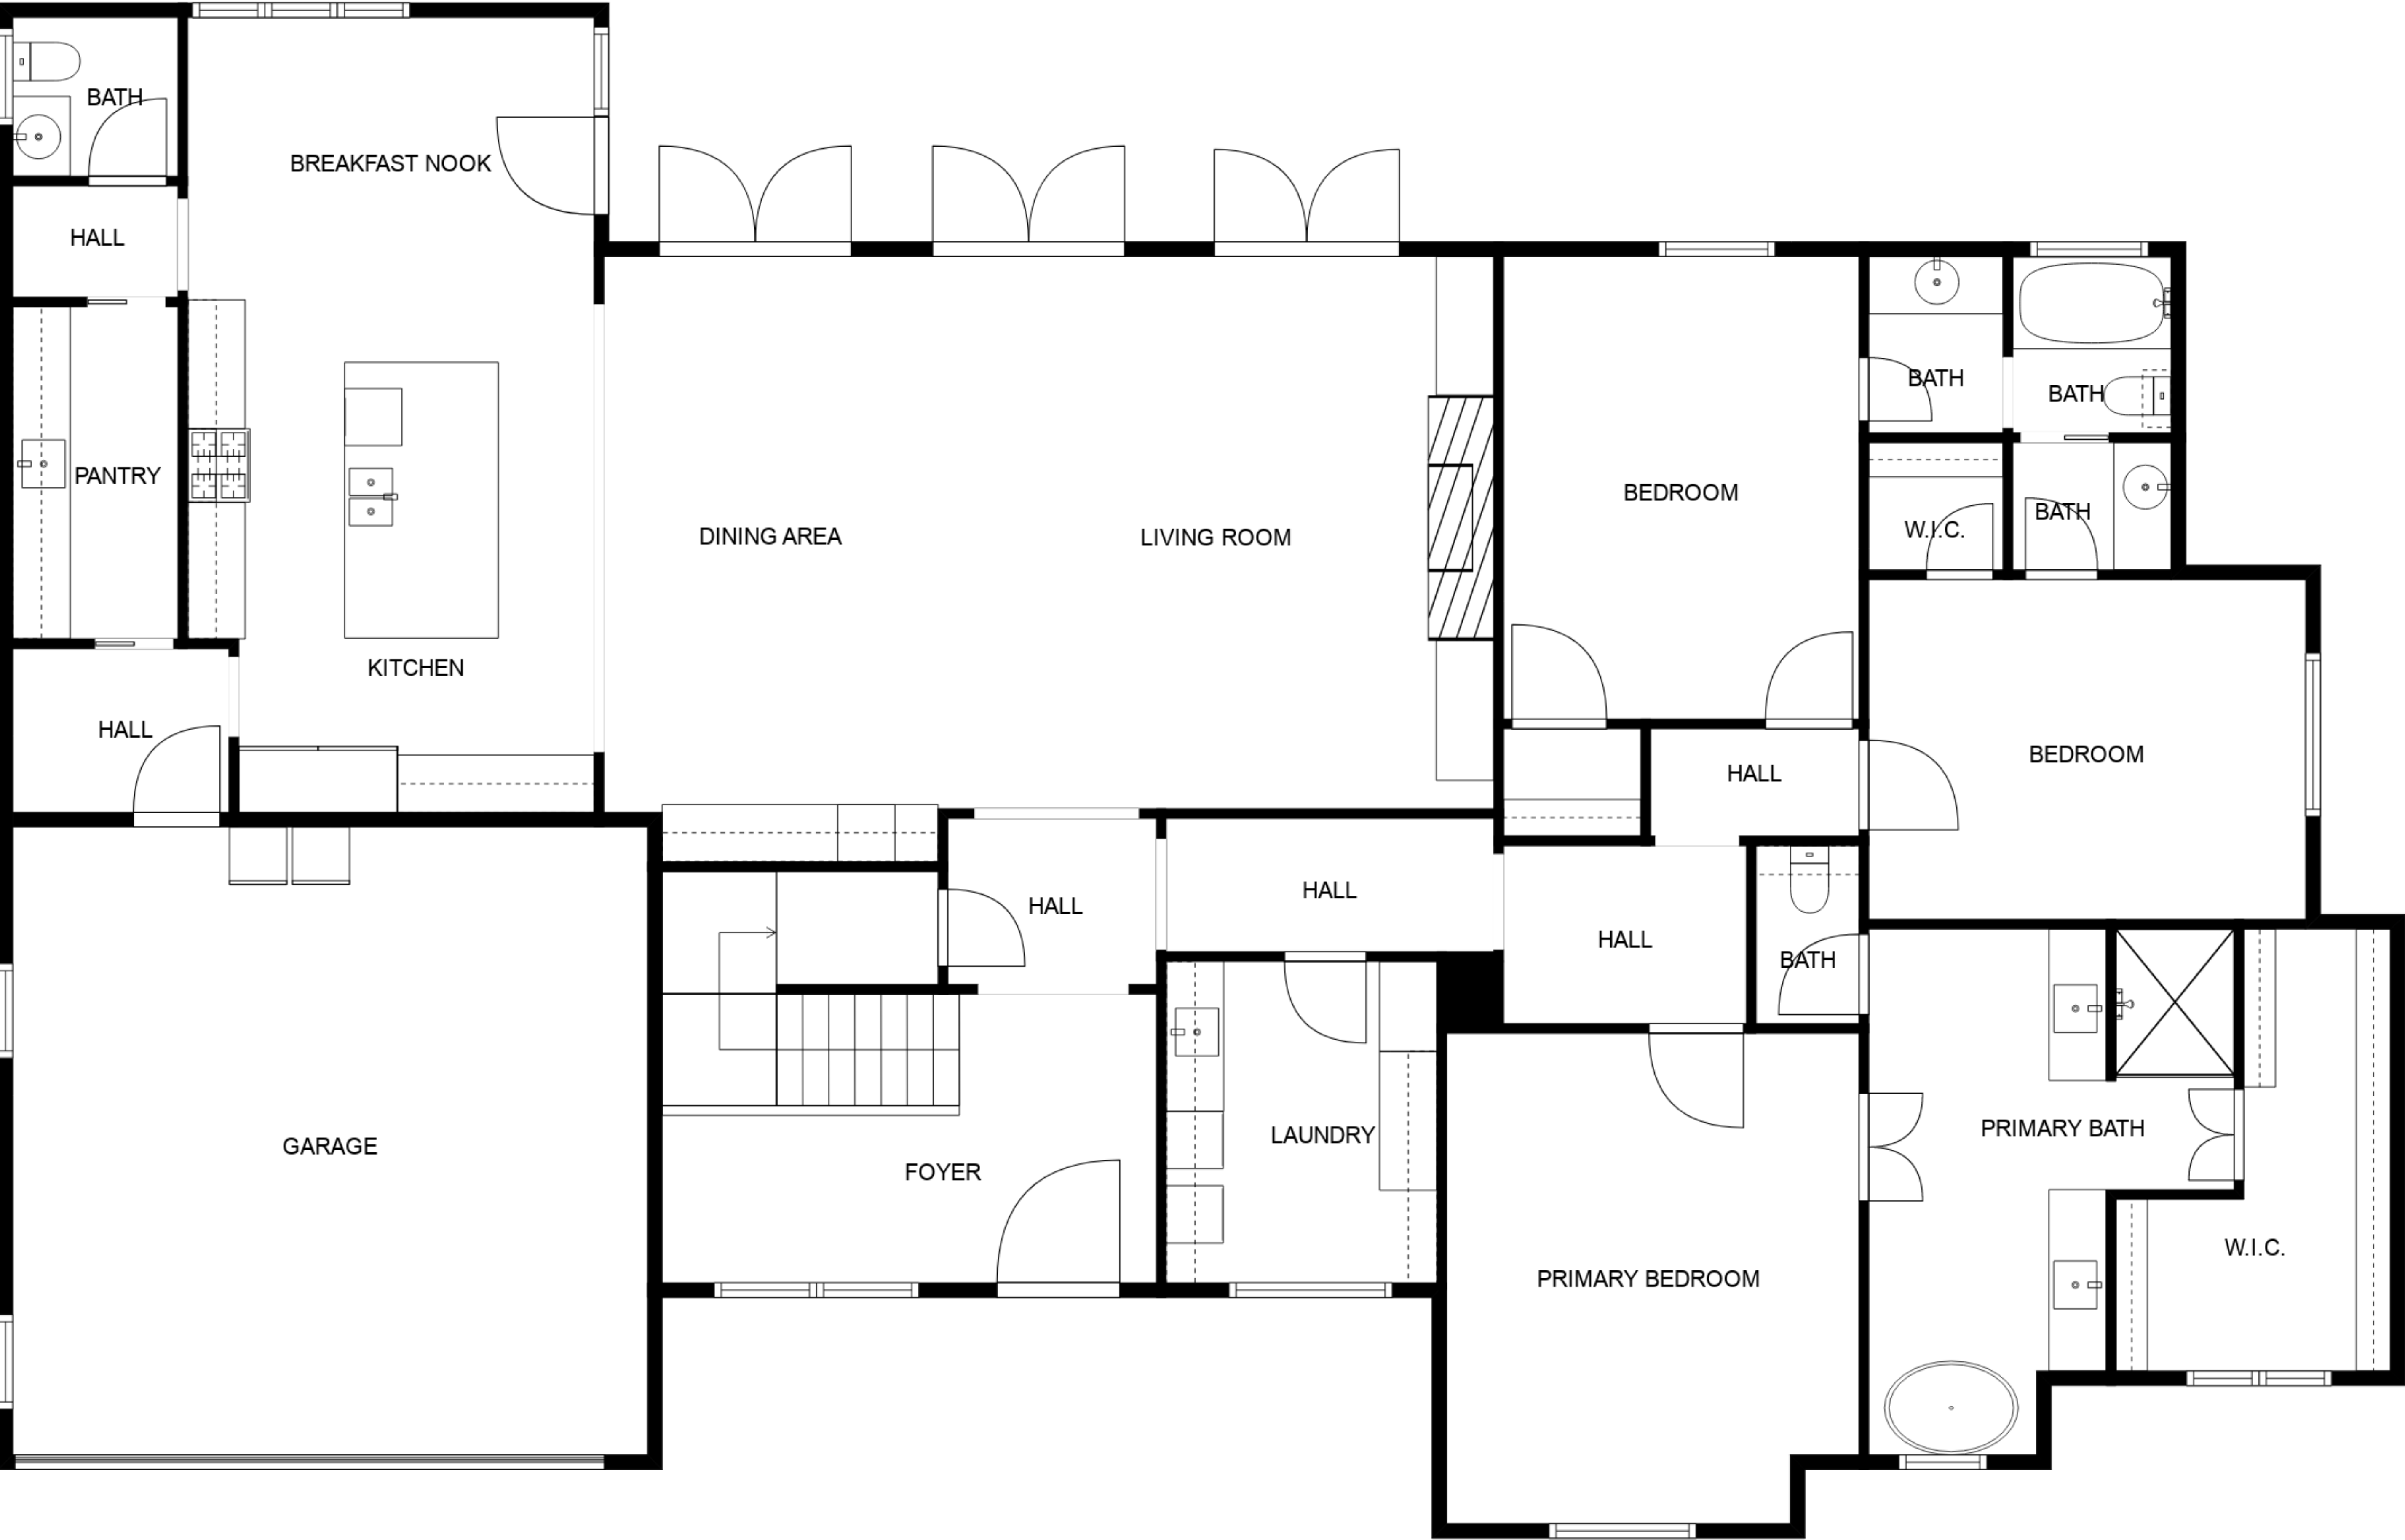 BATH
BREAKFAST NOOK
HALL
BATH
BATH
PANTRY
BEDROOM
BATH
W.I.C.
DINING AREA
LIVING ROOM
KITCHEN
HALL
BEDROOM
HALL
HALL
HALL
HALL
BATH
PRIMARY BATH
LAUNDRY
GARAGE
FOYER
W.I.C.
PRIMARY BEDROOM